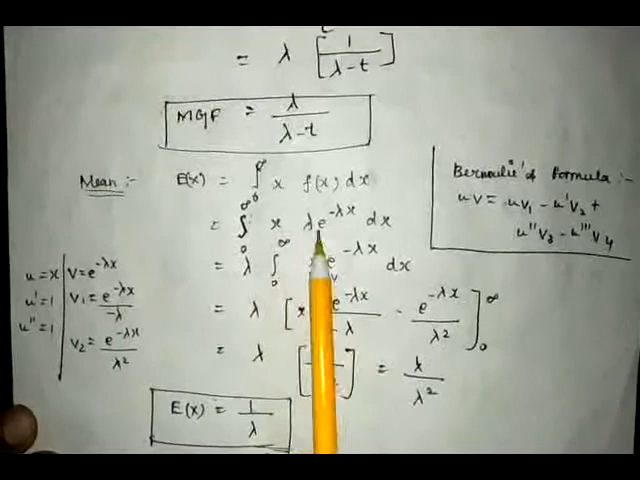 = λ [1/(λ-t)]
MGF = λ/(λ-t)
Mean :- E(x) = ∫₀^∞ x f(x) dx
= ∫₀^∞ x λe^(-λx) dx
= λ ∫₀^∞ e^(-λx) dx
= λ [x e^(-λx)/-λ - e^(-λx)/λ²]₀^∞
= λ [ ] = λ/λ²
E(x) = 1/λ
u = x v = e^(-λx)
u' = 1 v₁ = e^(-λx)/-λ
u'' = 1 v₂ = e^(-λx)/λ²
Formula :-
uv = uv₁ - u'v₂ +
u''v₃ - u'''v₄